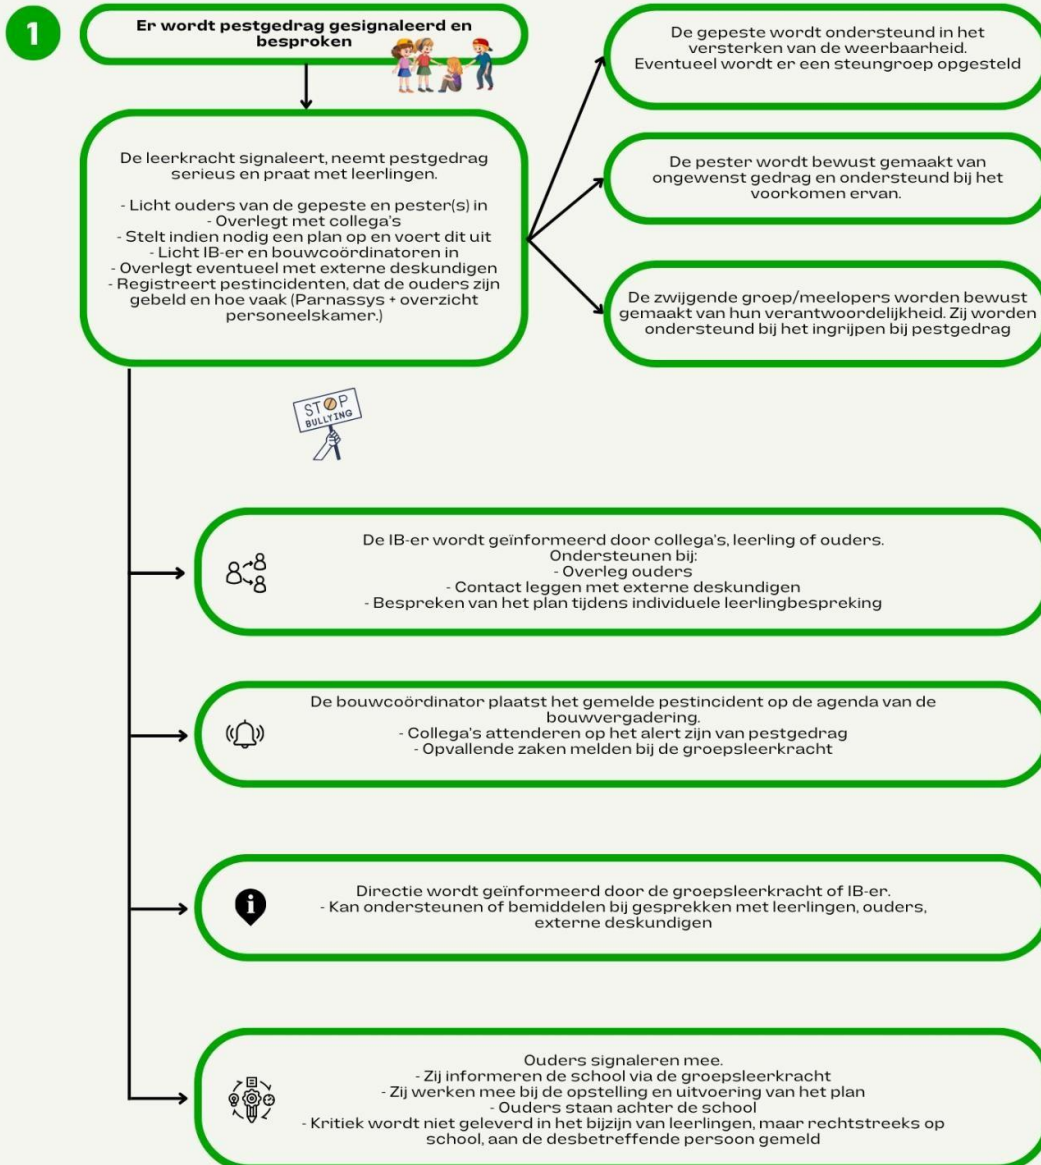 1
Er wordt pestgedrag gesignaleerd en
besproken
De leerkracht signaleert, neemt pestgedrag
serieus en praat met leerlingen.
- Licht ouders van de gepeste en pester(s) in
- Overlegt met collega's
- Stelt indien nodig een plan op en voert dit uit
- Licht IB-er en bouwcoördinatoren in
- Overlegt eventueel met externe deskundigen
- Registreert pestincidenten, dat de ouders zijn
gebeld en hoe vaak (Parnassys + overzicht
personeelskamer.)
De gepeste wordt ondersteund in het
versterken van de weerbaarheid.
Eventueel wordt er een steungroep opgesteld
De pester wordt bewust gemaakt van
ongewenst gedrag en ondersteund bij het
voorkomen ervan.
De zwijgende groep/meelopers worden bewust
gemaakt van hun verantwoordelijkheid. Zij worden
ondersteund bij het ingrijpen bij pestgedrag
STOP
BULLYING
De IB-er wordt geïnformeerd door collega's, leerling of ouders.
Ondersteunen bij:
- Overleg ouders
- Contact leggen met externe deskundigen
- Bespreken van het plan tijdens individuele leerlingbespreking
De bouwcoördinator plaatst het gemelde pestincident op de agenda van de
bouwvergadering.
- Collega's attenderen op het alert zijn van pestgedrag
- Opvallende zaken melden bij de groepsleerkracht
Directie wordt geïnformeerd door de groepsleerkracht of IB-er.
- Kan ondersteunen of bemiddelen bij gesprekken met leerlingen, ouders,
externe deskundigen
Ouders signaleren mee.
- Zij informeren de school via de groepsleerkracht
- Zij werken mee bij de opstelling en uitvoering van het plan
- Ouders staan achter de school
- Kritiek wordt niet geleverd in het bijzijn van leerlingen, maar rechtstreeks op
school, aan de desbetreffende persoon gemeld